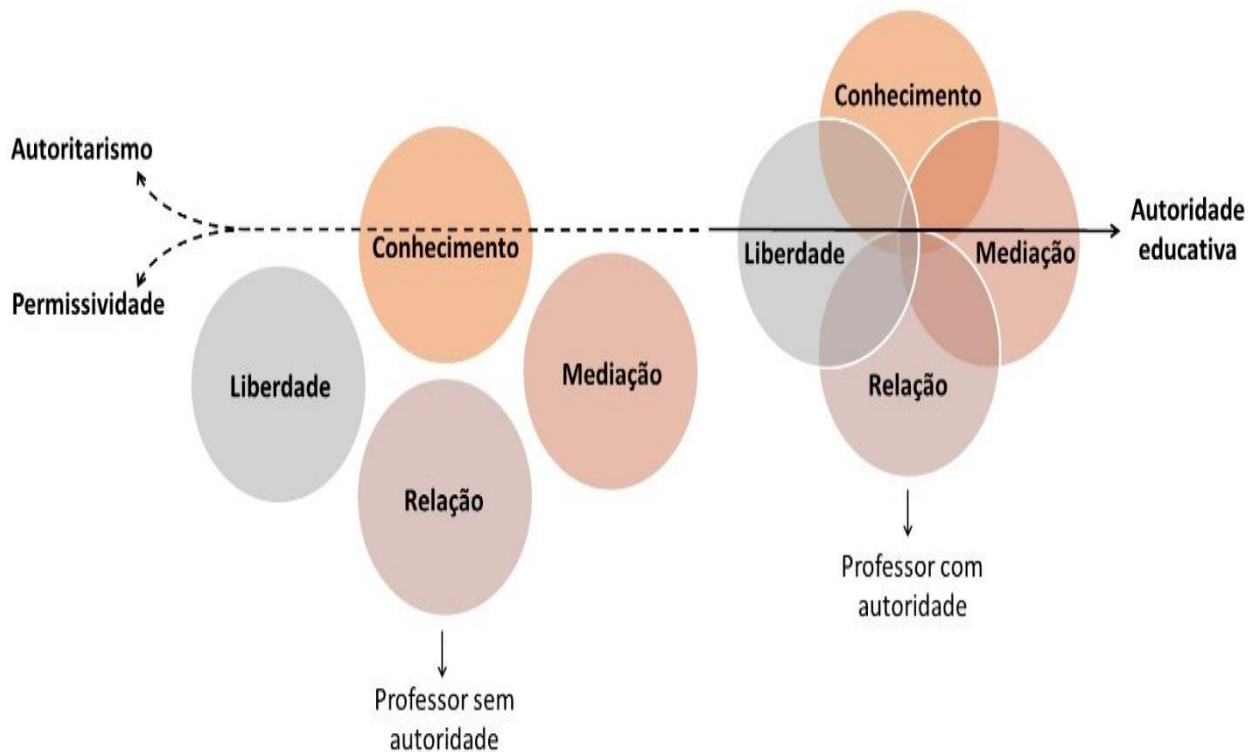 Autoritarismo
Permissividade
Conhecimento
Liberdade
Mediação
Relação
Professor sem
autoridade
Conhecimento
Liberdade
Mediação
Relação
Professor com
autoridade
Autoridade
educativa